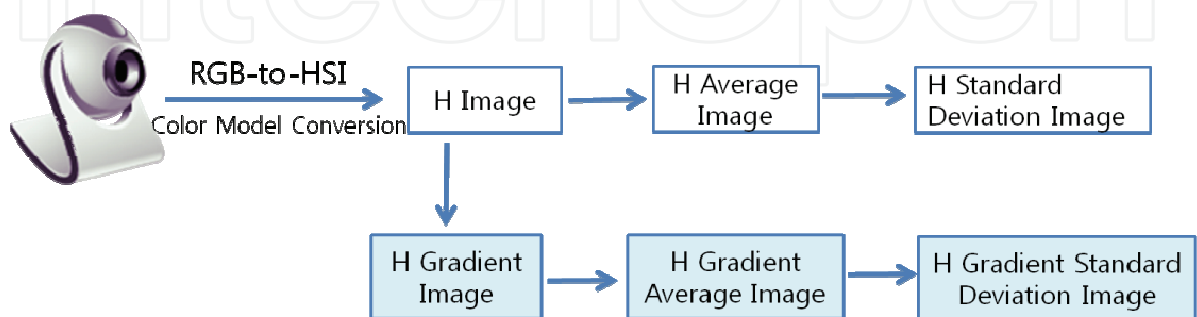 RGB-to-HSI
Color Model Conversion
H Image
H Average
Image
H Standard
Deviation Image
H Gradient
Image
H Gradient
Average Image
H Gradient Standard
Deviation Image